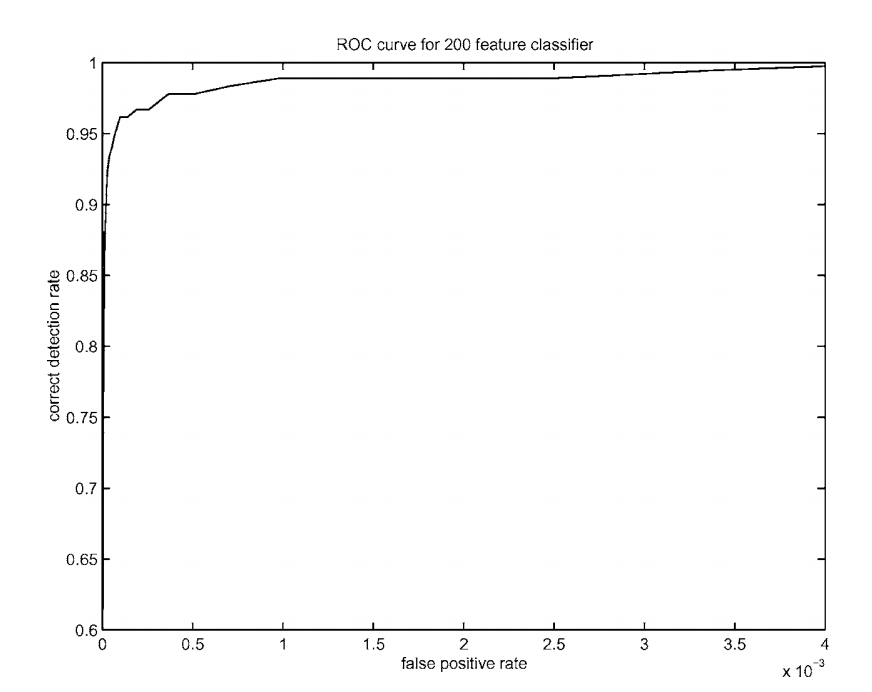 ROC curve for 200 feature classifier
1
0.95
0.9
0.85
0.8
0.75
0.7
0.65
0.6
correct detection rate
0 0.5 1 1.5 2 2.5 3 3.5 4
false positive rate
x 10⁻³